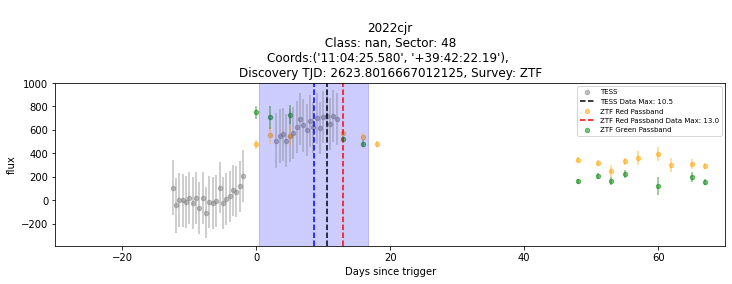 2022cjr
Class: nan, Sector: 48
Coords:('11:04:25.580', '+39:42:22.19'),
Discovery TJD: 2623.8016667012125, Survey: ZTF
1000
800
600
400
200
0
−200
flux
−20
0
20
40
60
Days since trigger
TESS
TESS Data Max: 10.5
ZTF Red Passband
ZTF Red Passband Data Max: 13.0
ZTF Green Passband